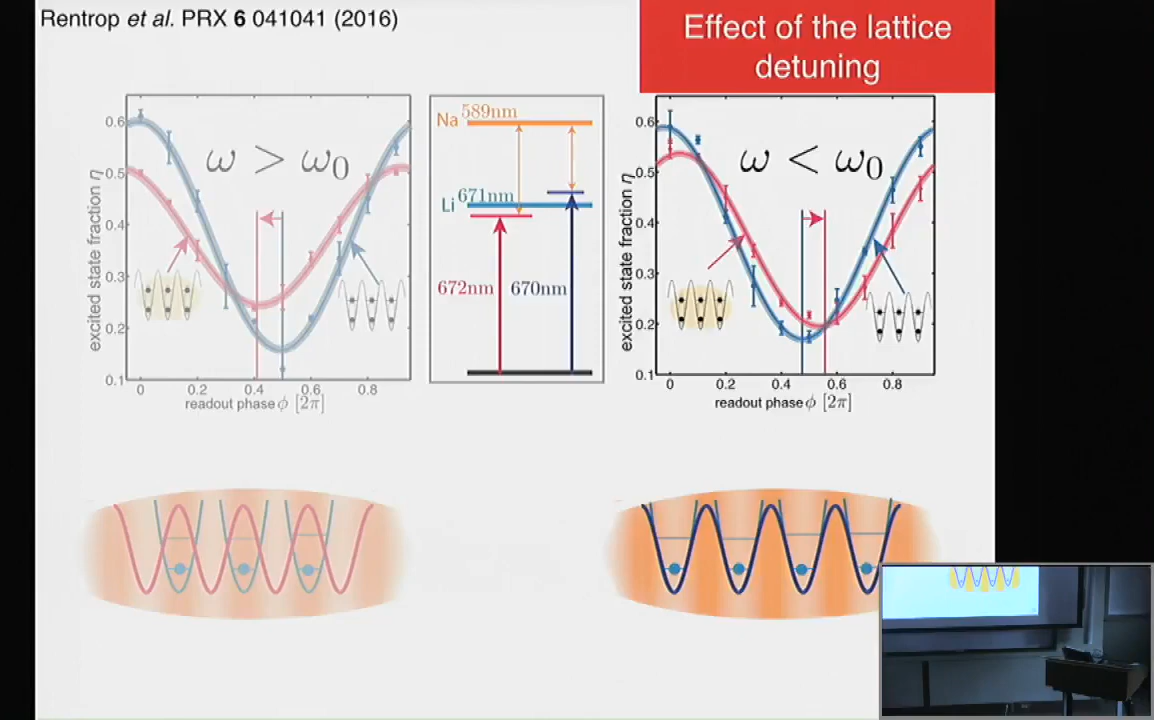 Rentrop et al. PRX 6 041041 (2016)
Effect of the lattice
detuning
0.6
0.5
0.4
0.3
0.2
0.1
excited state fraction η
ω > ω₀
0
0.2
0.4
0.6
0.8
readout phase ϕ [2π]
Na 589nm
Li 671nm
672nm
670nm
0.6
0.5
0.4
0.3
0.2
0.1
excited state fraction η
ω < ω₀
0
0.2
0.4
0.6
0.8
readout phase ϕ [2π]